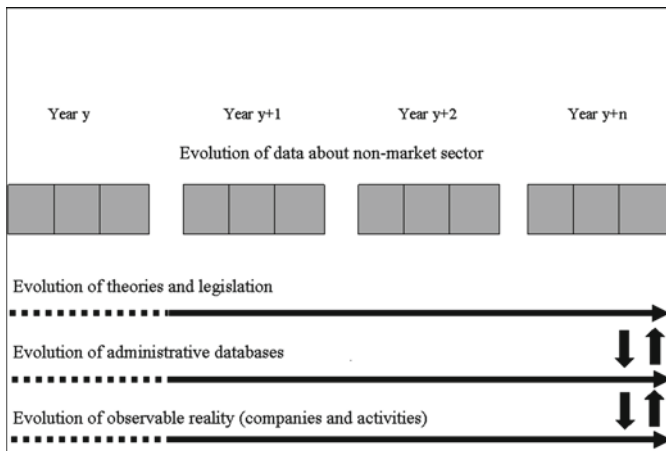 Year y Year y+1 Year y+2 Year y+n
Evolution of data about non-market sector
Evolution of theories and legislation
Evolution of administrative databases
Evolution of observable reality (companies and activities)